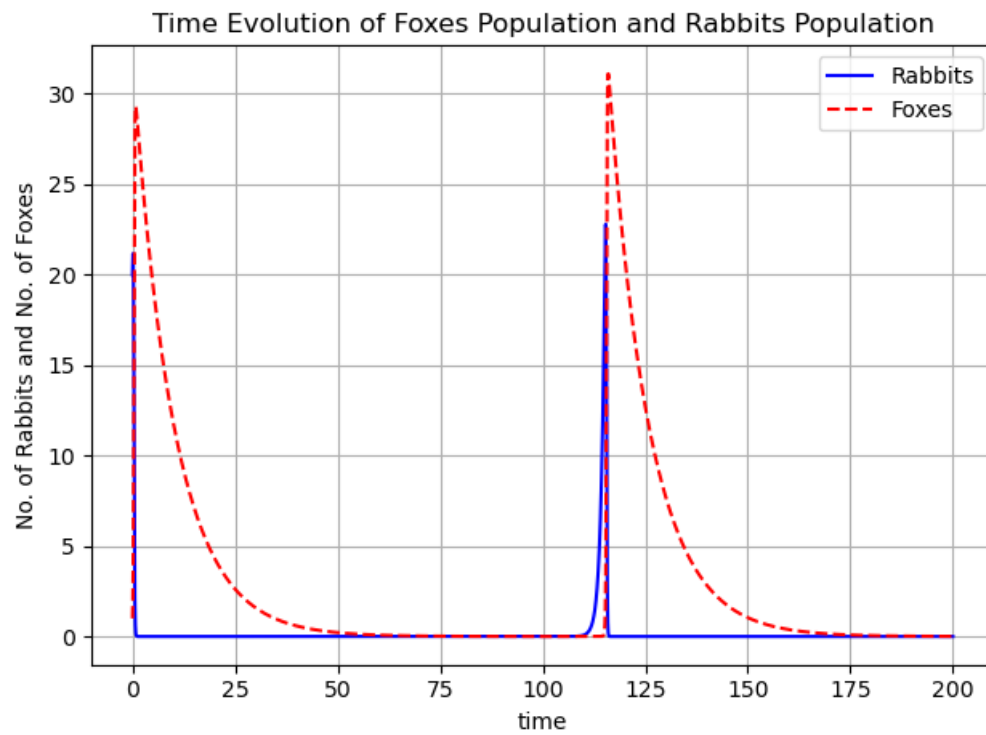 Time Evolution of Foxes Population and Rabbits Population
Rabbits
Foxes
No. of Rabbits and No. of Foxes
30
25
20
15
10
5
0
0 25 50 75 100 125 150 175 200
time